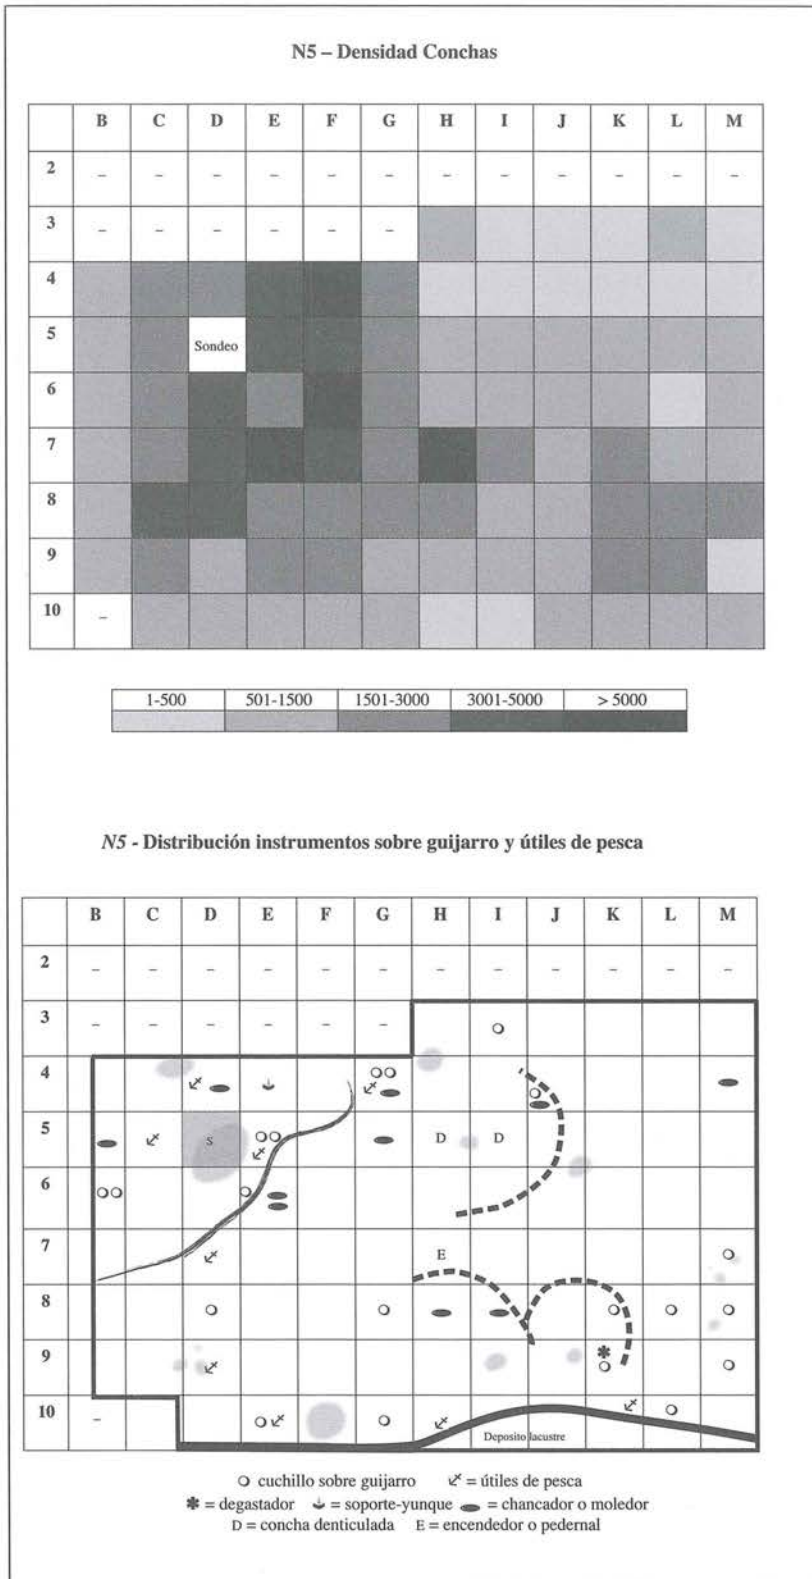 N5 – Densidad Conchas
B C D E F G H I J K L M
2 – – – – – – – – – – – –
3 – – – – – –
4
5 Sondeo
6
7
8
9
10 –
1-500 501-1500 1501-3000 3001-5000 > 5000
N5 - Distribución instrumentos sobre guijarro y útiles de pesca
B C D E F G H I J K L M
2 – – – – – – – – – – – –
3 – – – – – –
4
5 S D D
6
7 E
8
9
10 –
Deposito lacustre
cuchillo sobre guijarro = útiles de pesca
= degastador = soporte-yunque = chancador o moledor
D = concha denticulada E = encendedor o pedernal